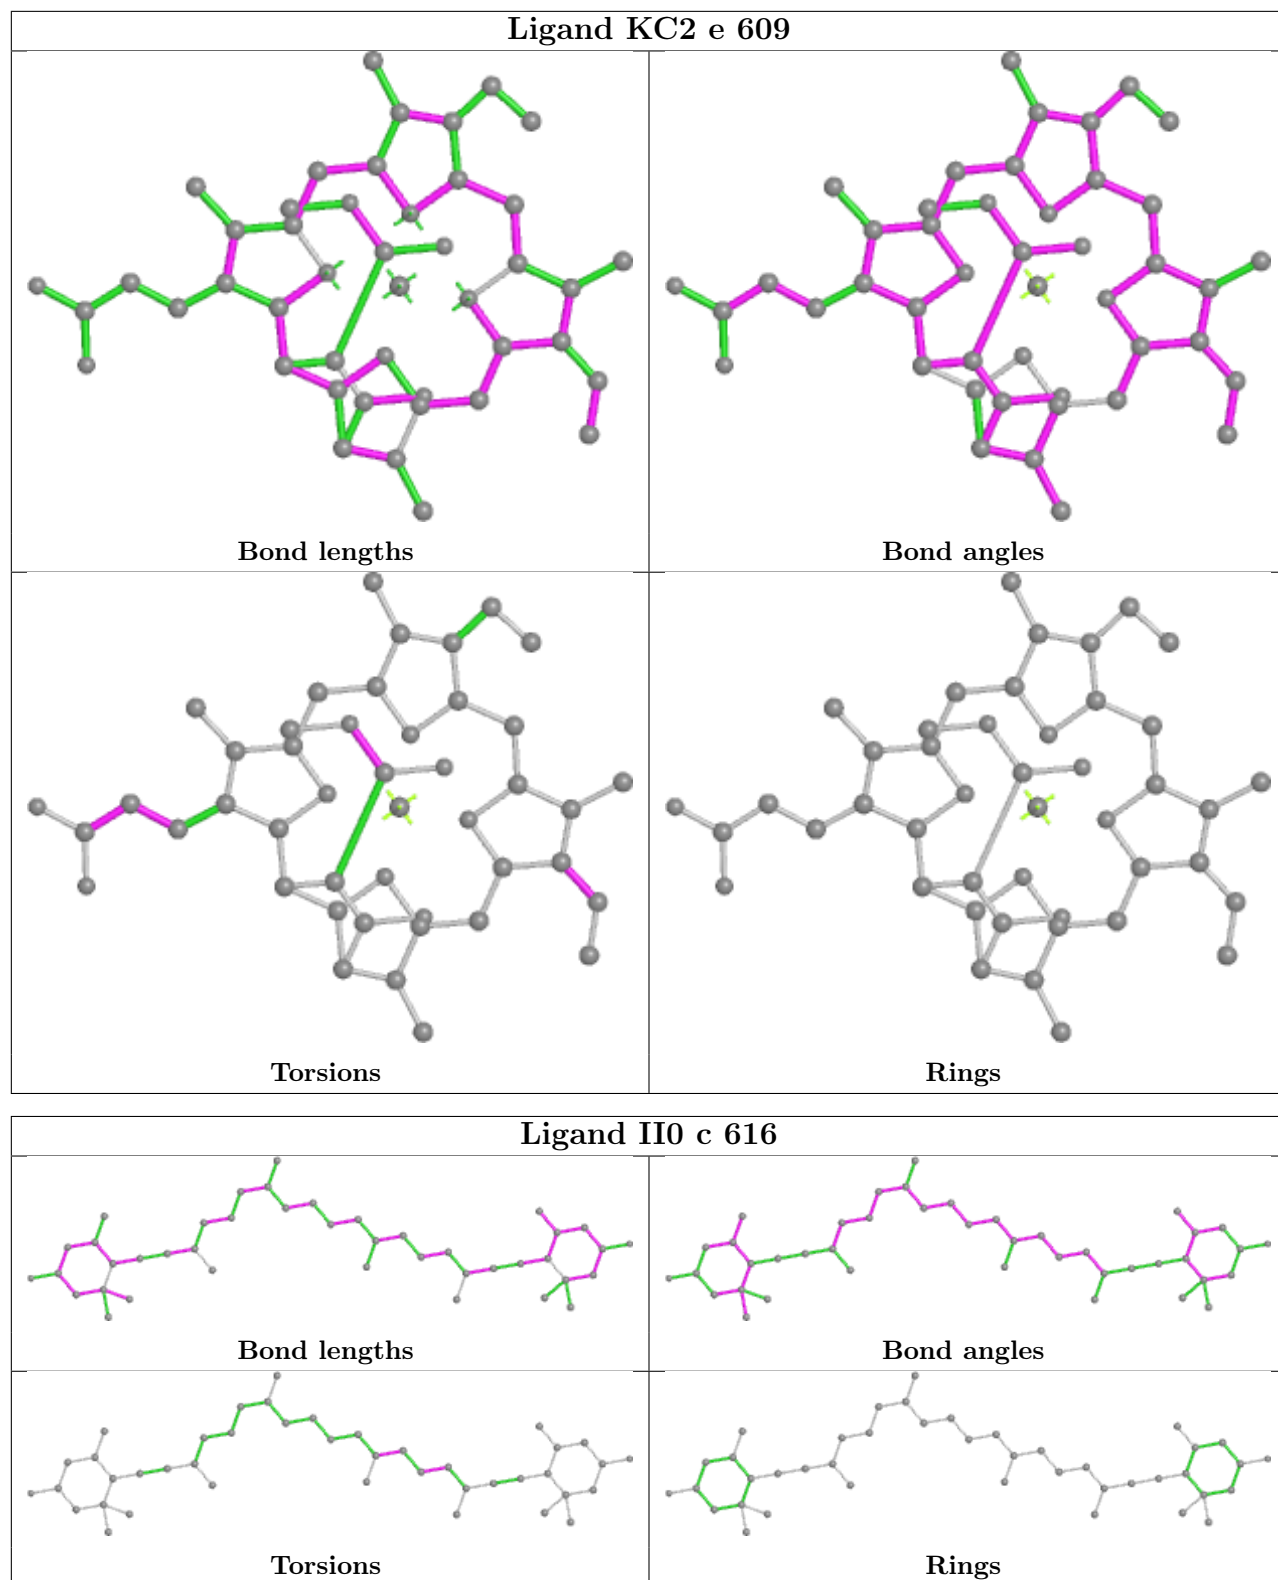 Ligand KC2 e 609
Bond lengths
Bond angles
Torsions
Rings
Ligand II0 c 616
Bond lengths
Bond angles
Torsions
Rings